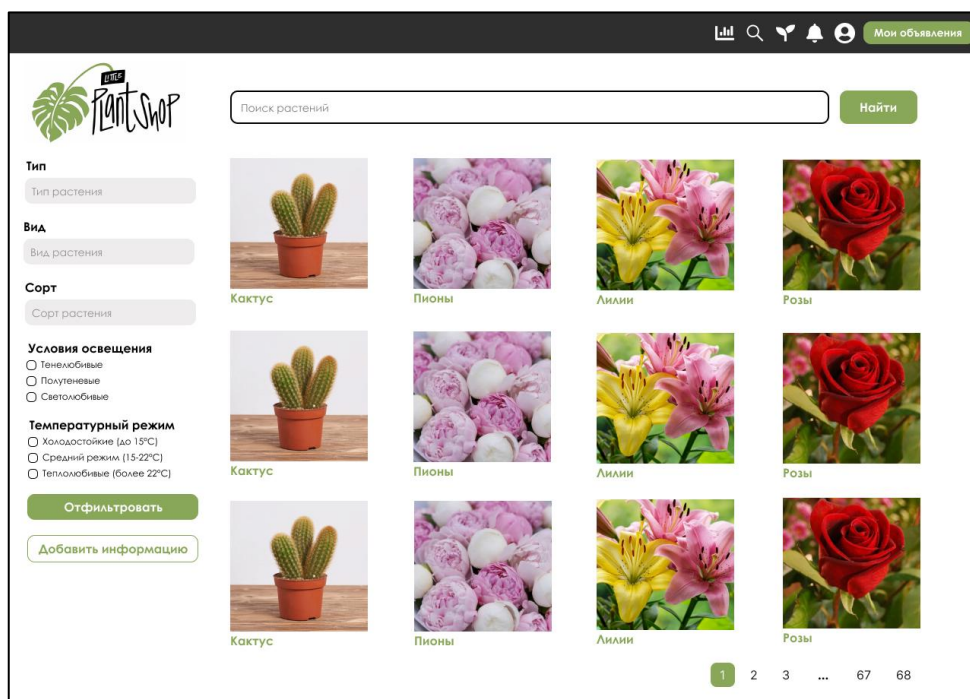 Мои объявления
LITTLE
Plant Shop
Поиск растений
Найти
Тип
Тип растения
Вид
Вид растения
Сорт
Сорт растения
Условия освещения
Тенелюбивые
Полутеневые
Светолюбивые
Температурный режим
Холодостойкие (до 15°C)
Средний режим (15-22°C)
Теплолюбивые (более 22°C)
Отфильтровать
Добавить информацию
Кактус
Пионы
Лилии
Розы
Кактус
Пионы
Лилии
Розы
Кактус
Пионы
Лилии
Розы
1 2 3 ... 67 68